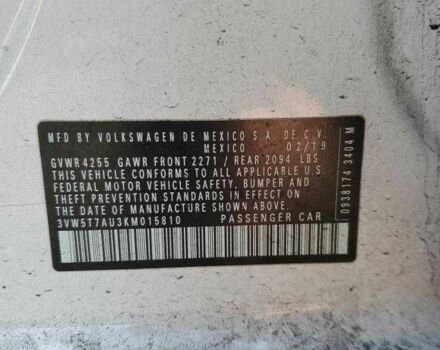 MFD BY VOLKSWAGEN DE MEXICO S.A. DE C.V.
MEXICO 02/19
GVWR 4255 GAWR FRONT 2271 / REAR 2094 LBS
THIS VEHICLE CONFORMS TO ALL APPLICABLE U.S.
FEDERAL MOTOR VEHICLE SAFETY, BUMPER AND
THEFT PREVENTION STANDARDS IN EFFECT ON THE
DATE OF MANUFACTURE SHOWN ABOVE.
3VW5T7AU3KM015810 PASSENGER CAR
0938174 3404 M